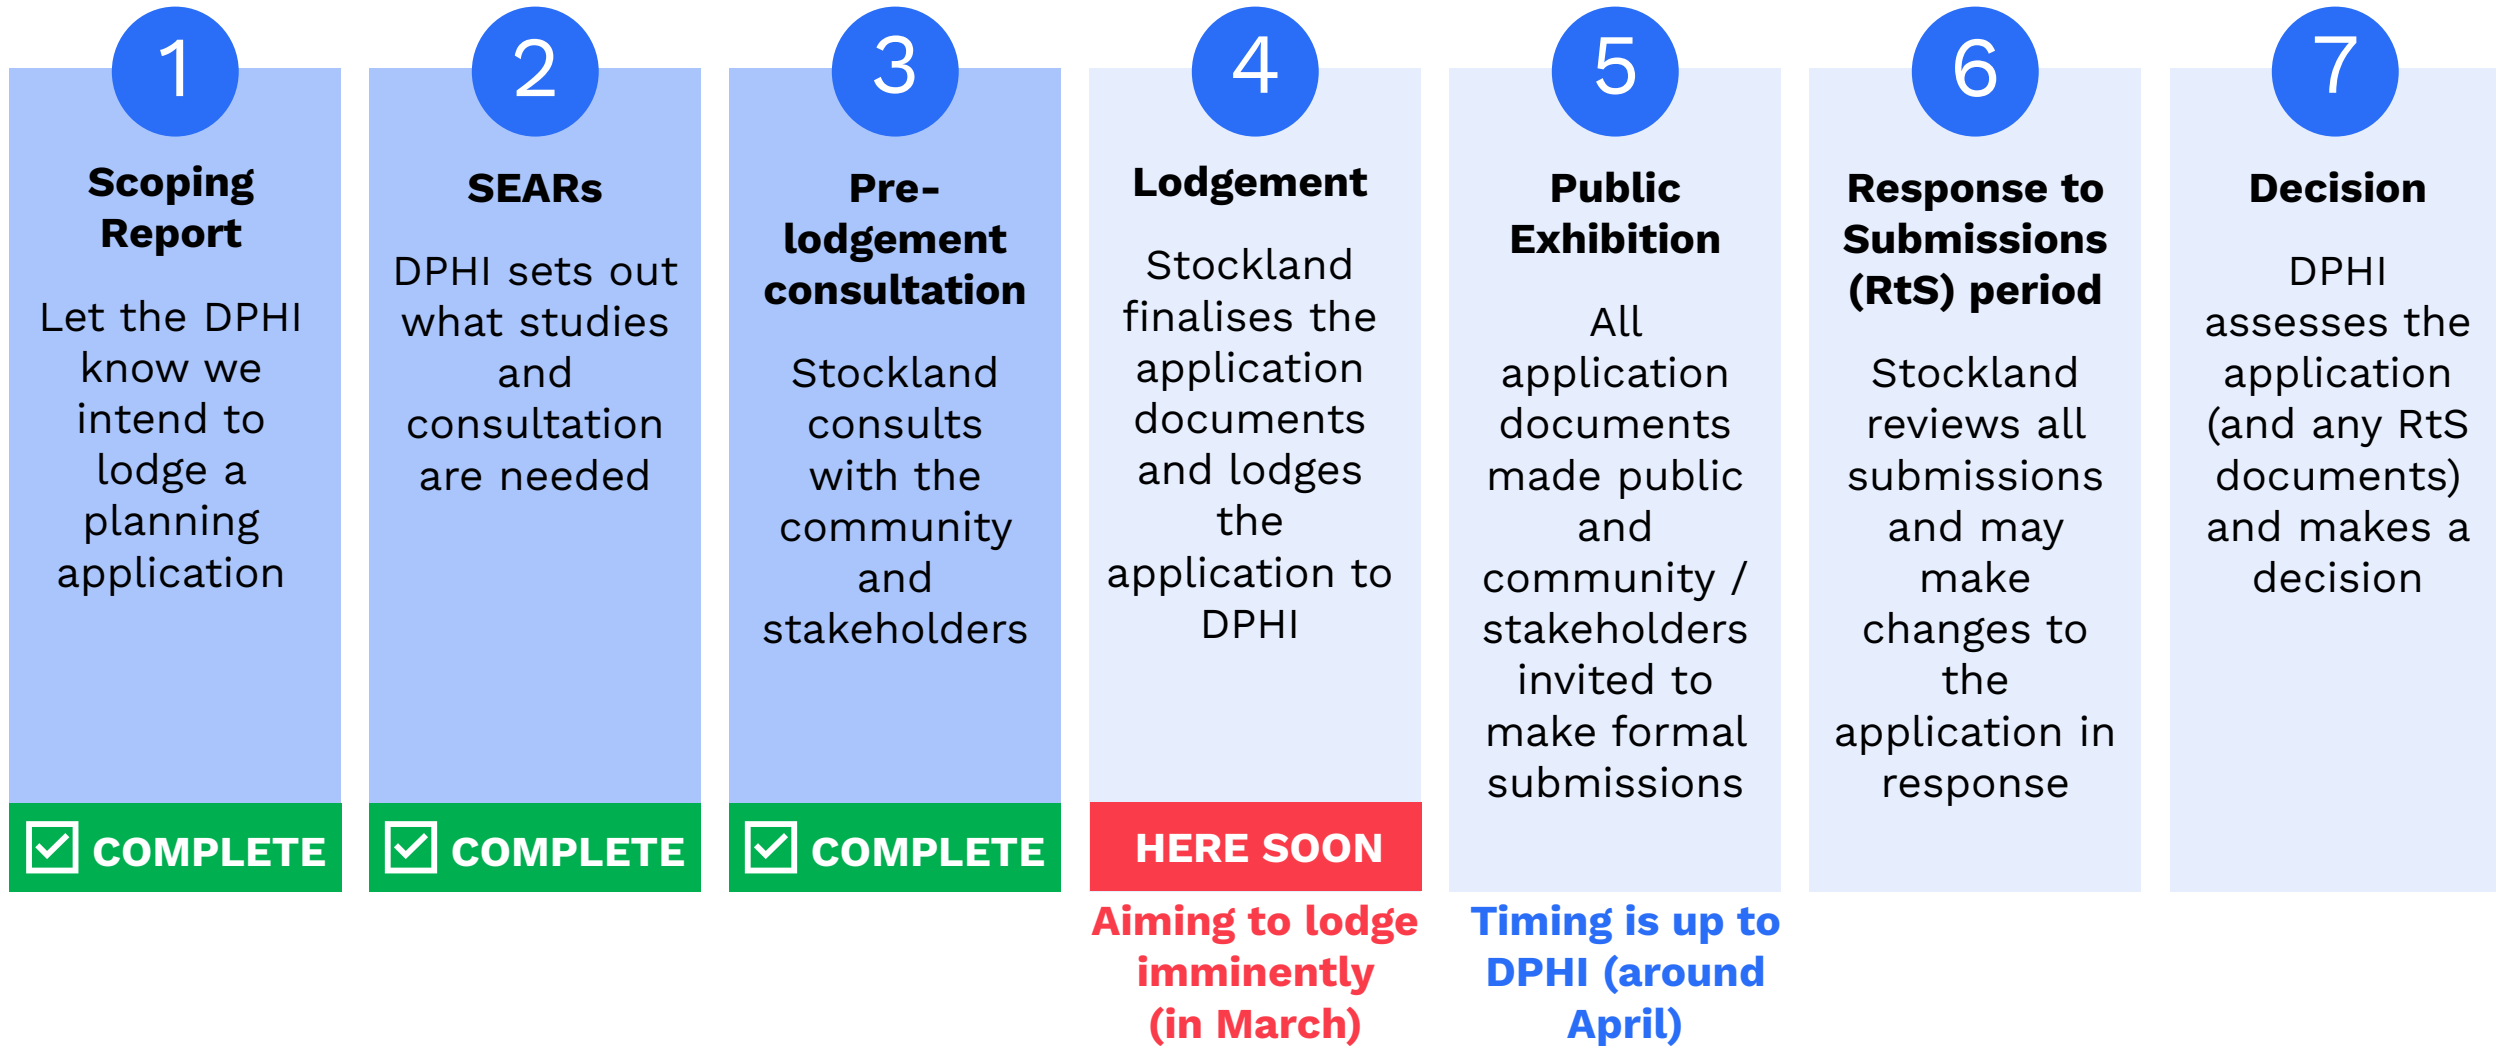 1
Scoping
Report
Let the DPHI
know we
intend to
lodge a
planning
application
COMPLETE
2
SEARs
DPHI sets out
what studies
and
consultation
are needed
COMPLETE
3
Pre-
lodgement
consultation
Stockland
consults
with the
community
and
stakeholders
COMPLETE
4
Lodgement
Stockland
finalises the
application
documents
and lodges
the
application to
DPHI
HERE SOON
Aiming to lodge
imminently
(in March)
5
Public
Exhibition
All
application
documents
made public
and
community /
stakeholders
invited to
make formal
submissions
Timing is up to
DPHI (around
April)
6
Response to
Submissions
(RtS) period
Stockland
reviews all
submissions
and may
make
changes to
the
application in
response
7
Decision
DPHI
assesses the
application
(and any RtS
documents)
and makes a
decision